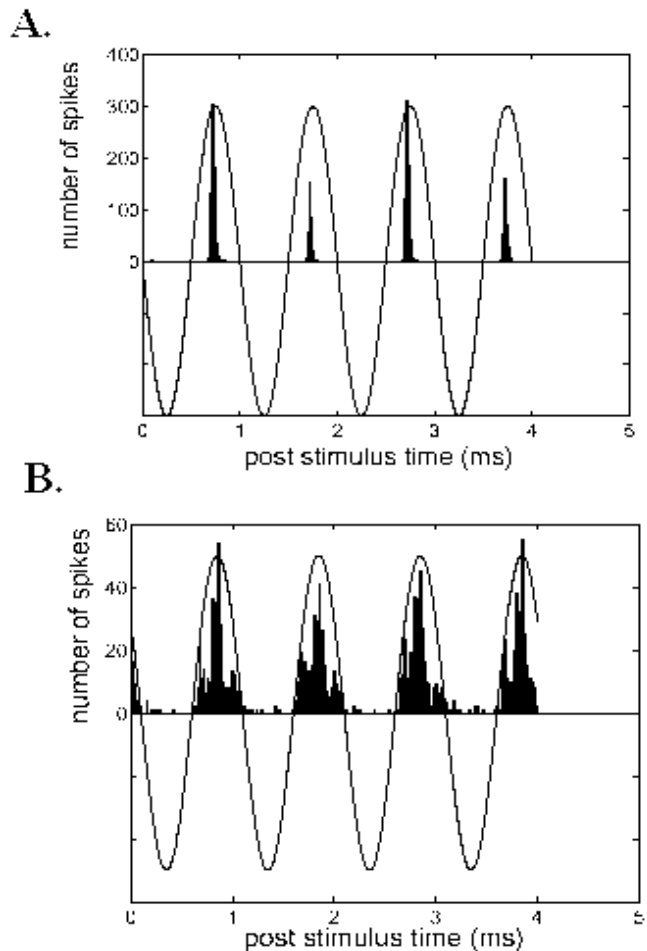 A.
400
300
200
100
0
number of spikes
0 1 2 3 4 5
post stimulus time (ms)
B.
60
40
20
0
number of spikes
0 1 2 3 4 5
post stimulus time (ms)